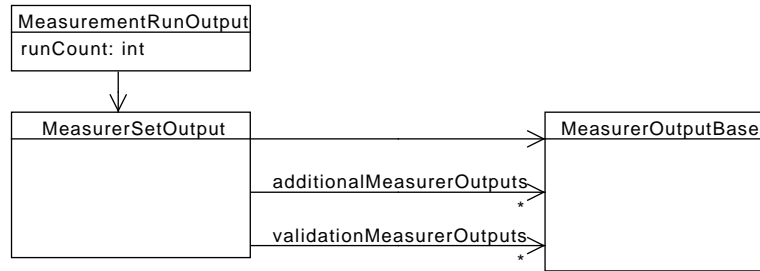 MeasurementRunOutput
runCount: int
MeasurerSetOutput
MeasurerOutputBase
additionalMeasurerOutputs
*
validationMeasurerOutputs
*